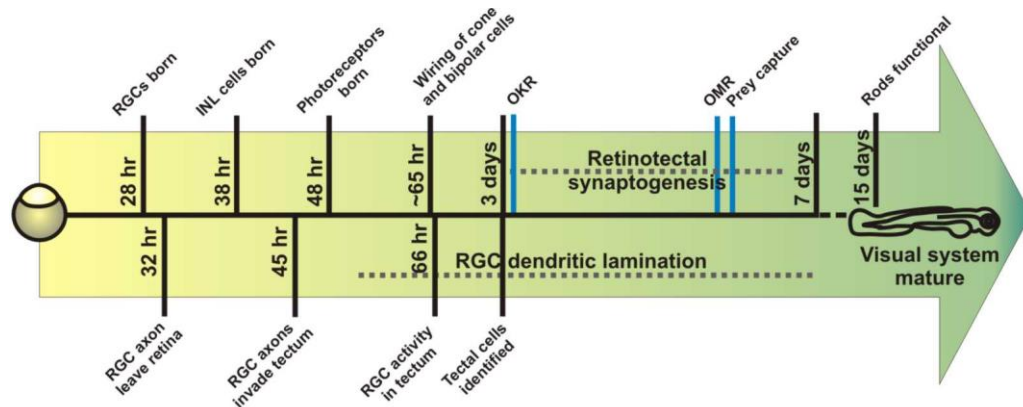 RGCs born
INL cells born
Photoreceptors
born
Wiring of cone
and bipolar cells
OKR
OMR
Prey capture
Rods functional
28 hr
38 hr
48 hr
~65 hr
3 days
7 days
15 days
Retinotectal
synaptogenesis
32 hr
45 hr
66 hr
RGC dendritic lamination
Visual system
mature
RGC axon
leave retina
RGC axons
invade tectum
RGC activity
in tectum
Tectal cells
identified